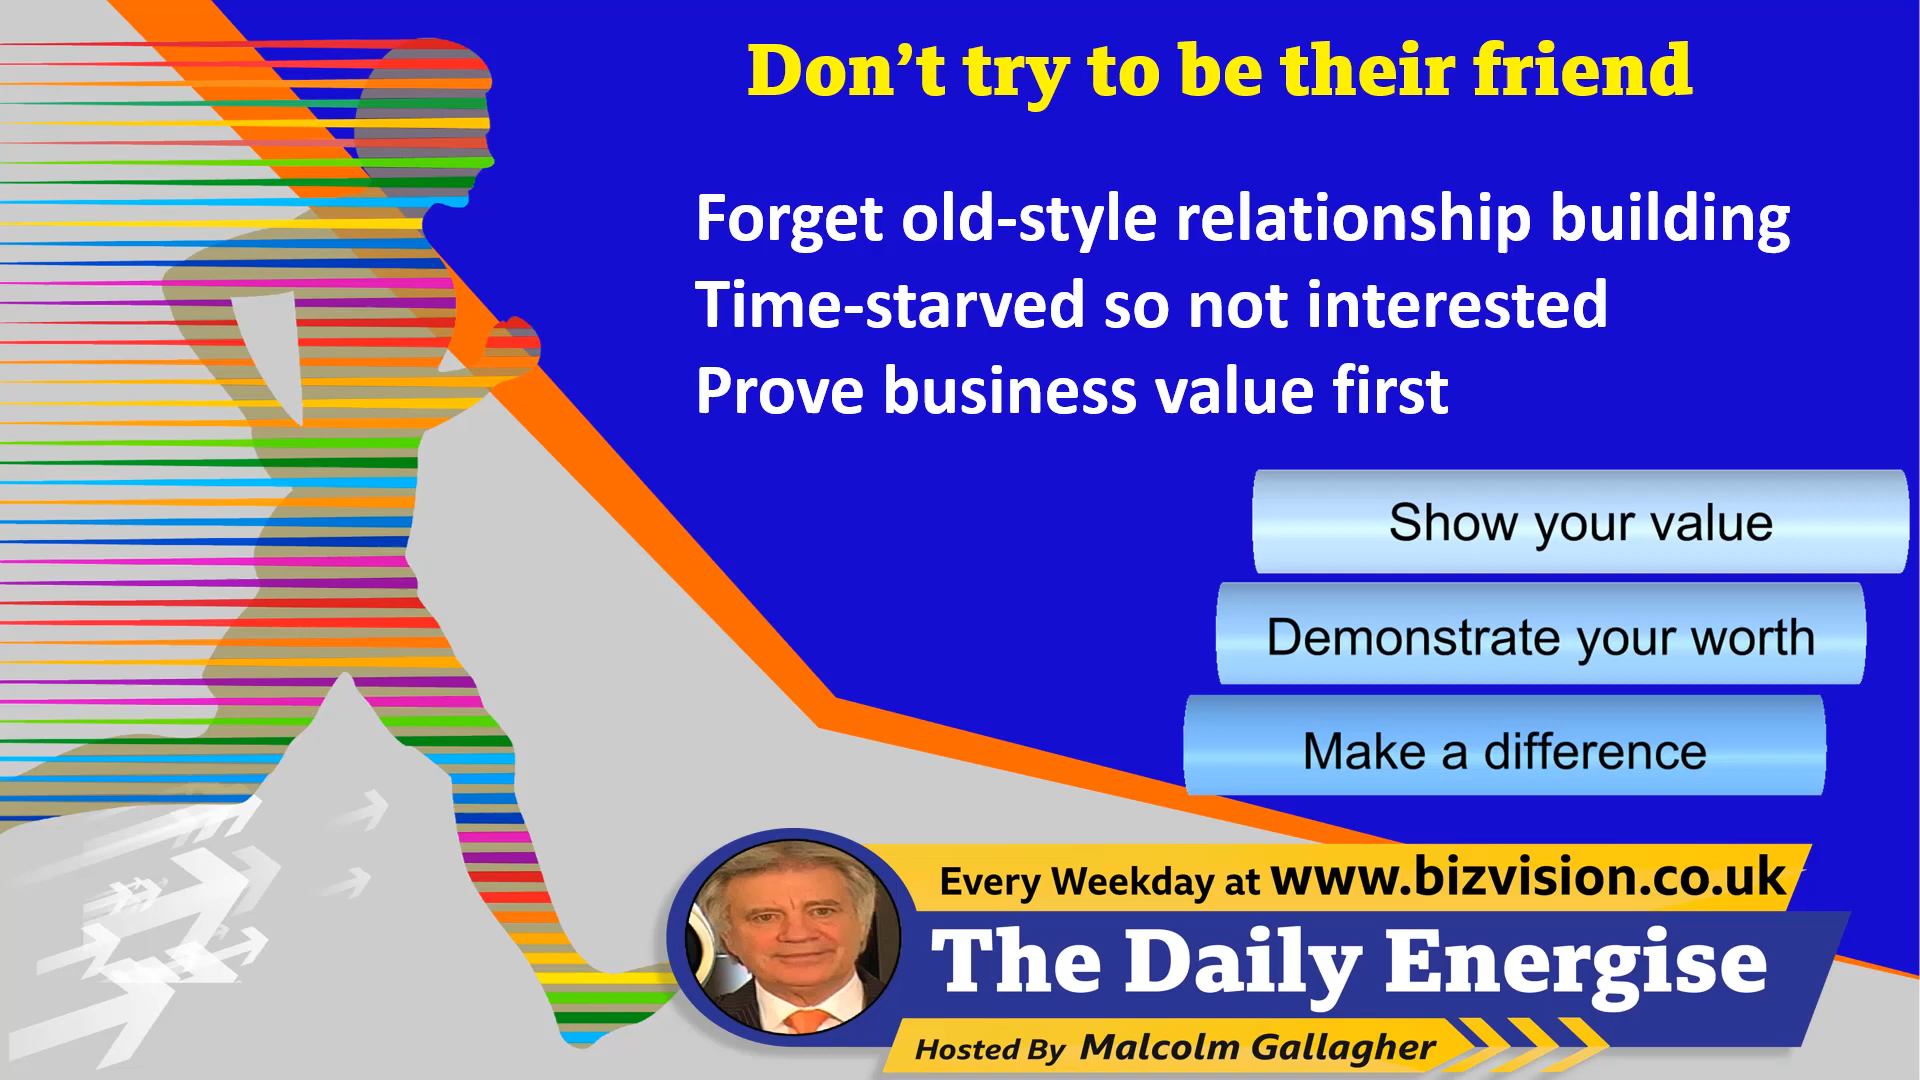 Don’t try to be their friend
Forget old-style relationship building
Time-starved so not interested
Prove business value first
Show your value
Demonstrate your worth
Make a difference
Every Weekday at www.bizvision.co.uk
The Daily Energise
Hosted By Malcolm Gallagher